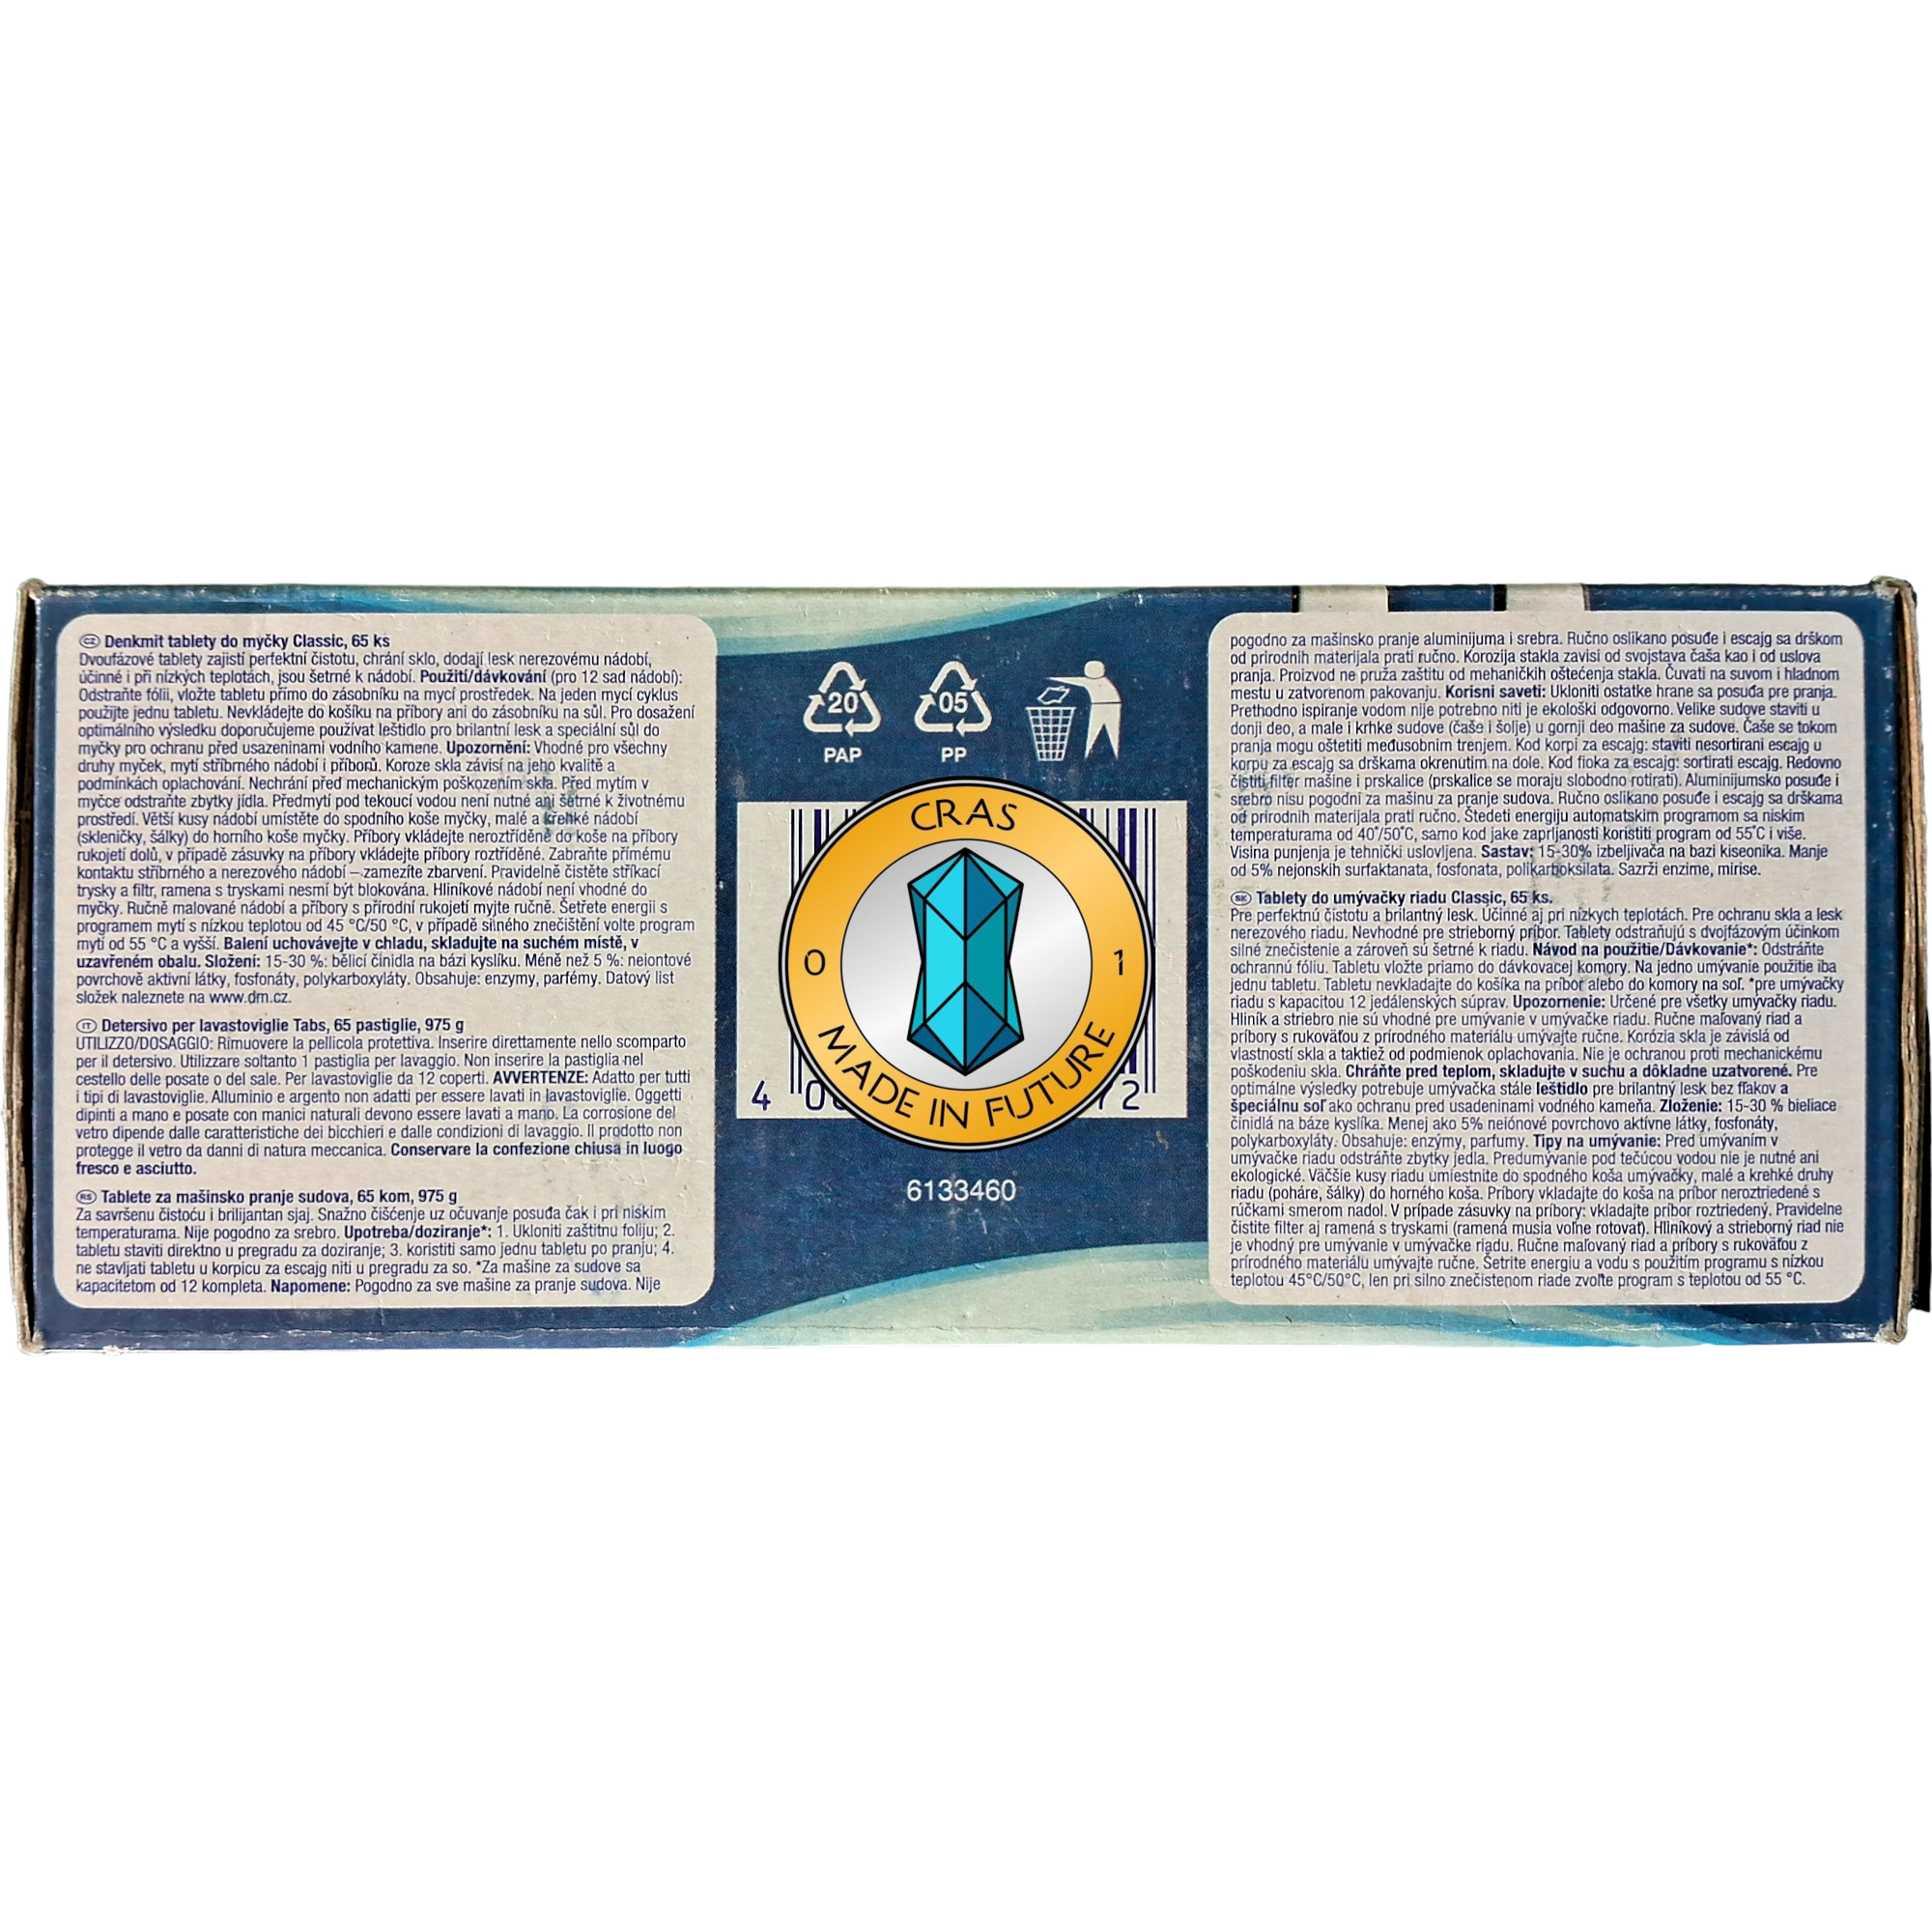 CZ Denkmit tablety do myčky Classic, 65 ks
Dvoufázové tablety zajistí perfektní čistotu, chrání sklo, dodají lesk nerezovému nádobí,
účinné i při nízkých teplotách, jsou šetrné k nádobí. Použití/dávkování (pro 12 sad nádobí):
Odstraňte fólii, vložte tabletu přímo do zásobníku na mycí prostředek. Na jeden mycí cyklus
použijte jednu tabletu. Nevkládejte do košíku na příbory ani do zásobníku na sůl. Pro dosažení
optimálního výsledku doporučujeme používat leštidlo pro brilantní lesk a speciální sůl do
myčky pro ochranu před usazeninami vodního kamene. Upozornění: Vhodné pro všechny
druhy myček, mytí stříbrného nádobí i příborů. Koroze skla závisí na jeho kvalitě a
podmínkách oplachování. Nechrání před mechanickým poškozením skla. Před mytím v
myčce odstraňte zbytky jídla. Předmytí pod tekoucí vodou není nutné ani šetrné k životnímu
prostředí. Větší kusy nádobí umístěte do spodního koše myčky, malé a křehké nádobí
(skleničky, šálky) do horního koše myčky. Příbory vkládejte neroztříděné do koše na příbory
rukojetí dolů, v případě zásuvky na příbory vkládejte příbory roztříděné. Zabraňte přímému
kontaktu stříbrného a nerezového nádobí – zamezíte zbarvení. Pravidelně čistěte stříkací
trysky a filtr, ramena s tryskami nesmí být blokována. Hliníkové nádobí není vhodné do
myčky. Ručně malované nádobí a příbory s přírodní rukojetí myjte ručně. Šetřete energii s
programem mytí s nízkou teplotou od 45 °C/50 °C, v případě silného znečištění volte program
mytí od 55 °C a vyšší. Balení uchovávejte v chladu, skladujte na suchém místě, v
uzavřeném obalu. Složení: 15-30 %: bělicí činidla na bázi kyslíku. Méně než 5 %: neiontové
povrchově aktivní látky, fosfonáty, polykarboxyláty. Obsahuje: enzymy, parfémy. Datový list
složek naleznete na www.dm.cz.
IT Detersivo per lavastoviglie Tabs, 65 pastiglie, 975 g
UTILIZZO/DOSAGGIO: Rimuovere la pellicola protettiva. Inserire direttamente nello scomparto
per il detersivo. Utilizzare soltanto 1 pastiglia per lavaggio. Non inserire la pastiglia nel
cestello delle posate o del sale. Per lavastoviglie da 12 coperti. AVVERTENZE: Adatto per tutti
i tipi di lavastoviglie. Alluminio e argento non adatti per essere lavati in lavastoviglie. Oggetti
dipinti a mano e posate con manici naturali devono essere lavati a mano. La corrosione del
vetro dipende dalle caratteristiche dei bicchieri e dalle condizioni di lavaggio. Il prodotto non
protegge il vetro da danni di natura meccanica. Conservare la confezione chiusa in luogo
fresco e asciutto.
RS Tablete za mašinsko pranje sudova, 65 kom, 975 g
Za savršenu čistoću i brilijantan sjaj. Snažno čišćenje uz očuvanje posuđa čak i pri niskim
temperaturama. Nije pogodno za srebro. Upotreba/doziranje*: 1. Ukloniti zaštitnu foliju; 2.
tabletu staviti direktno u pregradu za doziranje; 3. koristiti samo jednu tabletu po pranju; 4.
ne stavljati tabletu u korpicu za escajg niti u pregradu za so. *Za mašine za sudove sa
kapacitetom od 12 kompleta. Napomene: Pogodno za sve mašine za pranje sudova. Nije
20 05
PAP PP
CRAS
0 1
MADE IN FUTURE
4 72
6133460
pogodno za mašinsko pranje aluminijuma i srebra. Ručno oslikano posuđe i escajg sa drškom
od prirodnih materijala prati ručno. Korozija stakla zavisi od svojstava čaša kao i od uslova
pranja. Proizvod ne pruža zaštitu od mehaničkih oštećenja stakla. Čuvati na suvom i hladnom
mestu u zatvorenom pakovanju. Korisni saveti: Ukloniti ostatke hrane sa posuđa pre pranja.
Prethodno ispiranje vodom nije potrebno niti je ekološki odgovorno. Velike sudove staviti u
donji deo, a male i krhke sudove (čaše i šolje) u gornji deo mašine za sudove. Čaše se tokom
pranja mogu oštetiti međusobnim trenjem. Kod korpi za escajg: staviti nesortirani escajg u
korpu za escajg sa drškama okrenutim na dole. Kod fioka za escajg: sortirati escajg. Redovno
čistiti filter mašine i prskalice (prskalice se moraju slobodno rotirati). Aluminijumsko posuđe i
srebro nisu pogodni za mašinu za pranje sudova. Ručno oslikano posuđe i escajg sa drškama
od prirodnih materijala prati ručno. Štedeti energiju automatskim programom sa niskim
temperaturama od 40°/50°C, samo kod jake zaprljanosti koristiti program od 55°C i više.
Visina punjenja je tehnički uslovljena. Sastav: 15-30% izbeljivača na bazi kiseonika. Manje
od 5% nejonskih surfaktanata, fosfonata, polikarboksilata. Sazrži enzime, mirise.
SK Tablety do umývačky riadu Classic, 65 ks.
Pre perfektnú čistotu a brilantný lesk. Účinné aj pri nízkych teplotách. Pre ochranu skla a lesk
nerezového riadu. Nevhodné pre strieborný príbor. Tablety odstraňujú s dvojfázovým účinkom
silné znečistenie a zároveň sú šetrné k riadu. Návod na použitie/Dávkovanie*: Odstráňte
ochrannú fóliu. Tabletu vložte priamo do dávkovacej komory. Na jedno umývanie použitie iba
jednu tabletu. Tabletu nevkladajte do košíka na príbor alebo do komory na soľ. *pre umývačky
riadu s kapacitou 12 jedálenských súprav. Upozornenie: Určené pre všetky umývačky riadu.
Hliník a striebro nie sú vhodné pre umývanie v umývačke riadu. Ručne maľovaný riad a
príbory s rukoväťou z prírodného materiálu umývajte ručne. Korózia skla je závislá od
vlastností skla a taktiež od podmienok oplachovania. Nie je ochranou proti mechanickému
poškodeniu skla. Chráňte pred teplom, skladujte v suchu a dôkladne uzatvorené. Pre
optimálne výsledky potrebuje umývačka stále leštidlo pre brilantný lesk bez fľakov a
špeciálnu soľ ako ochranu pred usadeninami vodného kameňa. Zloženie: 15-30 % bieliace
činidlá na báze kyslíka. Menej ako 5% neiónové povrchovo aktívne látky, fosfonáty,
polykarboxyláty. Obsahuje: enzýmy, parfumy. Tipy na umývanie: Pred umývaním v
umývačke riadu odstráňte zbytky jedla. Predumývanie pod tečúcou vodou nie je nutné ani
ekologické. Väčšie kusy riadu umiestnite do spodného koša umývačky, malé a krehké druhy
riadu (poháre, šálky) do horného koša. Príbory vkladajte do koša na príbor neroztriedené s
rúčkami smerom nadol. V prípade zásuvky na príbory: vkladajte príbor roztriedený. Pravidelne
čistite filter aj ramená s tryskami (ramená musia voľne rotovať). Hliníkový a strieborný riad nie
je vhodný pre umývanie v umývačke riadu. Ručne maľovaný riad a príbory s rukoväťou z
prírodného materiálu umývajte ručne. Šetrite energiu a vodu s použitím programu s nízkou
teplotou 45°C/50°C, len pri silno znečistenom riade zvoľte program s teplotou od 55 °C.